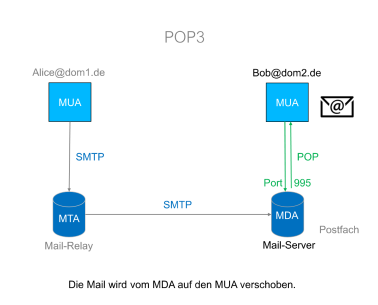 POP3
Alice@dom1.de
Bob@dom2.de
MUA
MUA
@
SMTP
POP
Port 995
SMTP
MTA
MDA
Postfach
Mail-Relay
Mail-Server
Die Mail wird vom MDA auf den MUA verschoben.